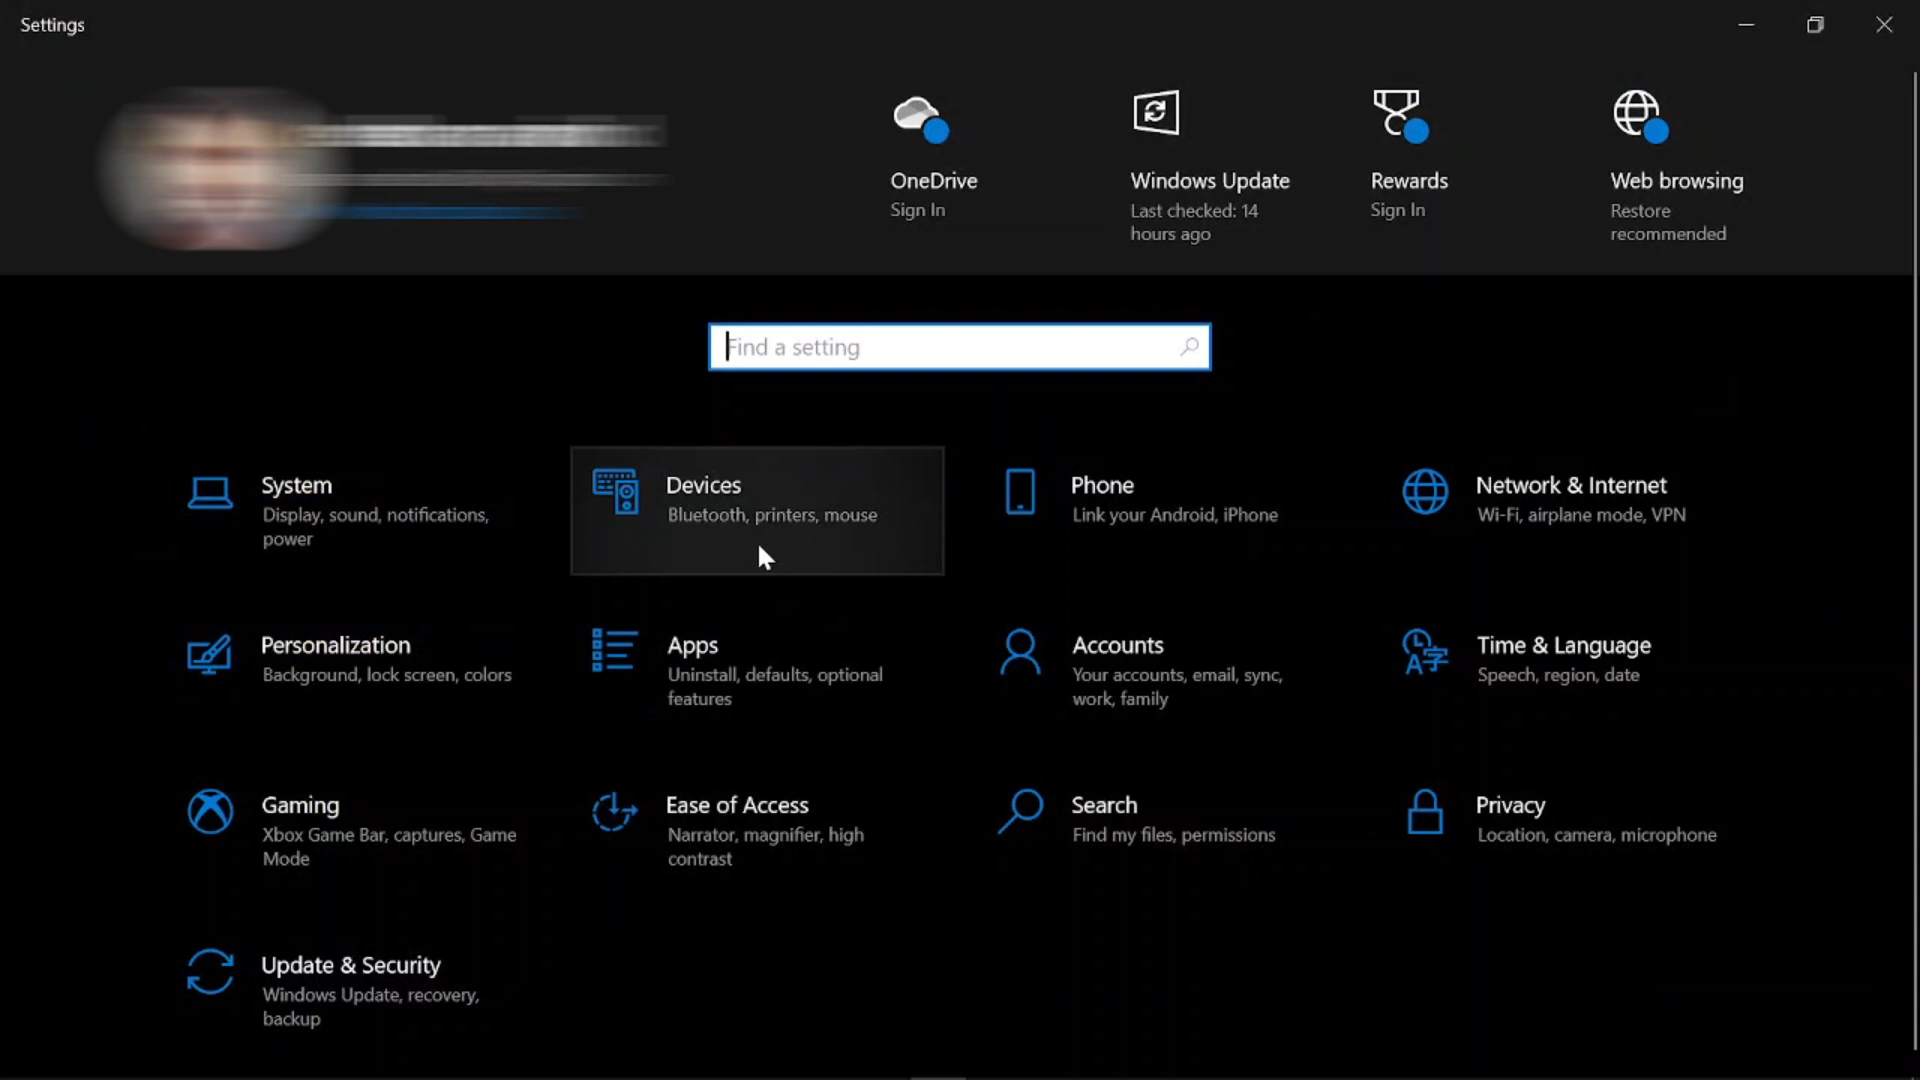 Settings
OneDrive
Sign In
Windows Update
Last checked: 14
hours ago
Rewards
Sign In
Web browsing
Restore
recommended
Find a setting
System
Display, sound, notifications,
power
Devices
Bluetooth, printers, mouse
Phone
Link your Android, iPhone
Network & Internet
Wi-Fi, airplane mode, VPN
Personalization
Background, lock screen, colors
Apps
Uninstall, defaults, optional
features
Accounts
Your accounts, email, sync,
work, family
Time & Language
Speech, region, date
Gaming
Xbox Game Bar, captures, Game
Mode
Ease of Access
Narrator, magnifier, high
contrast
Search
Find my files, permissions
Privacy
Location, camera, microphone
Update & Security
Windows Update, recovery,
backup